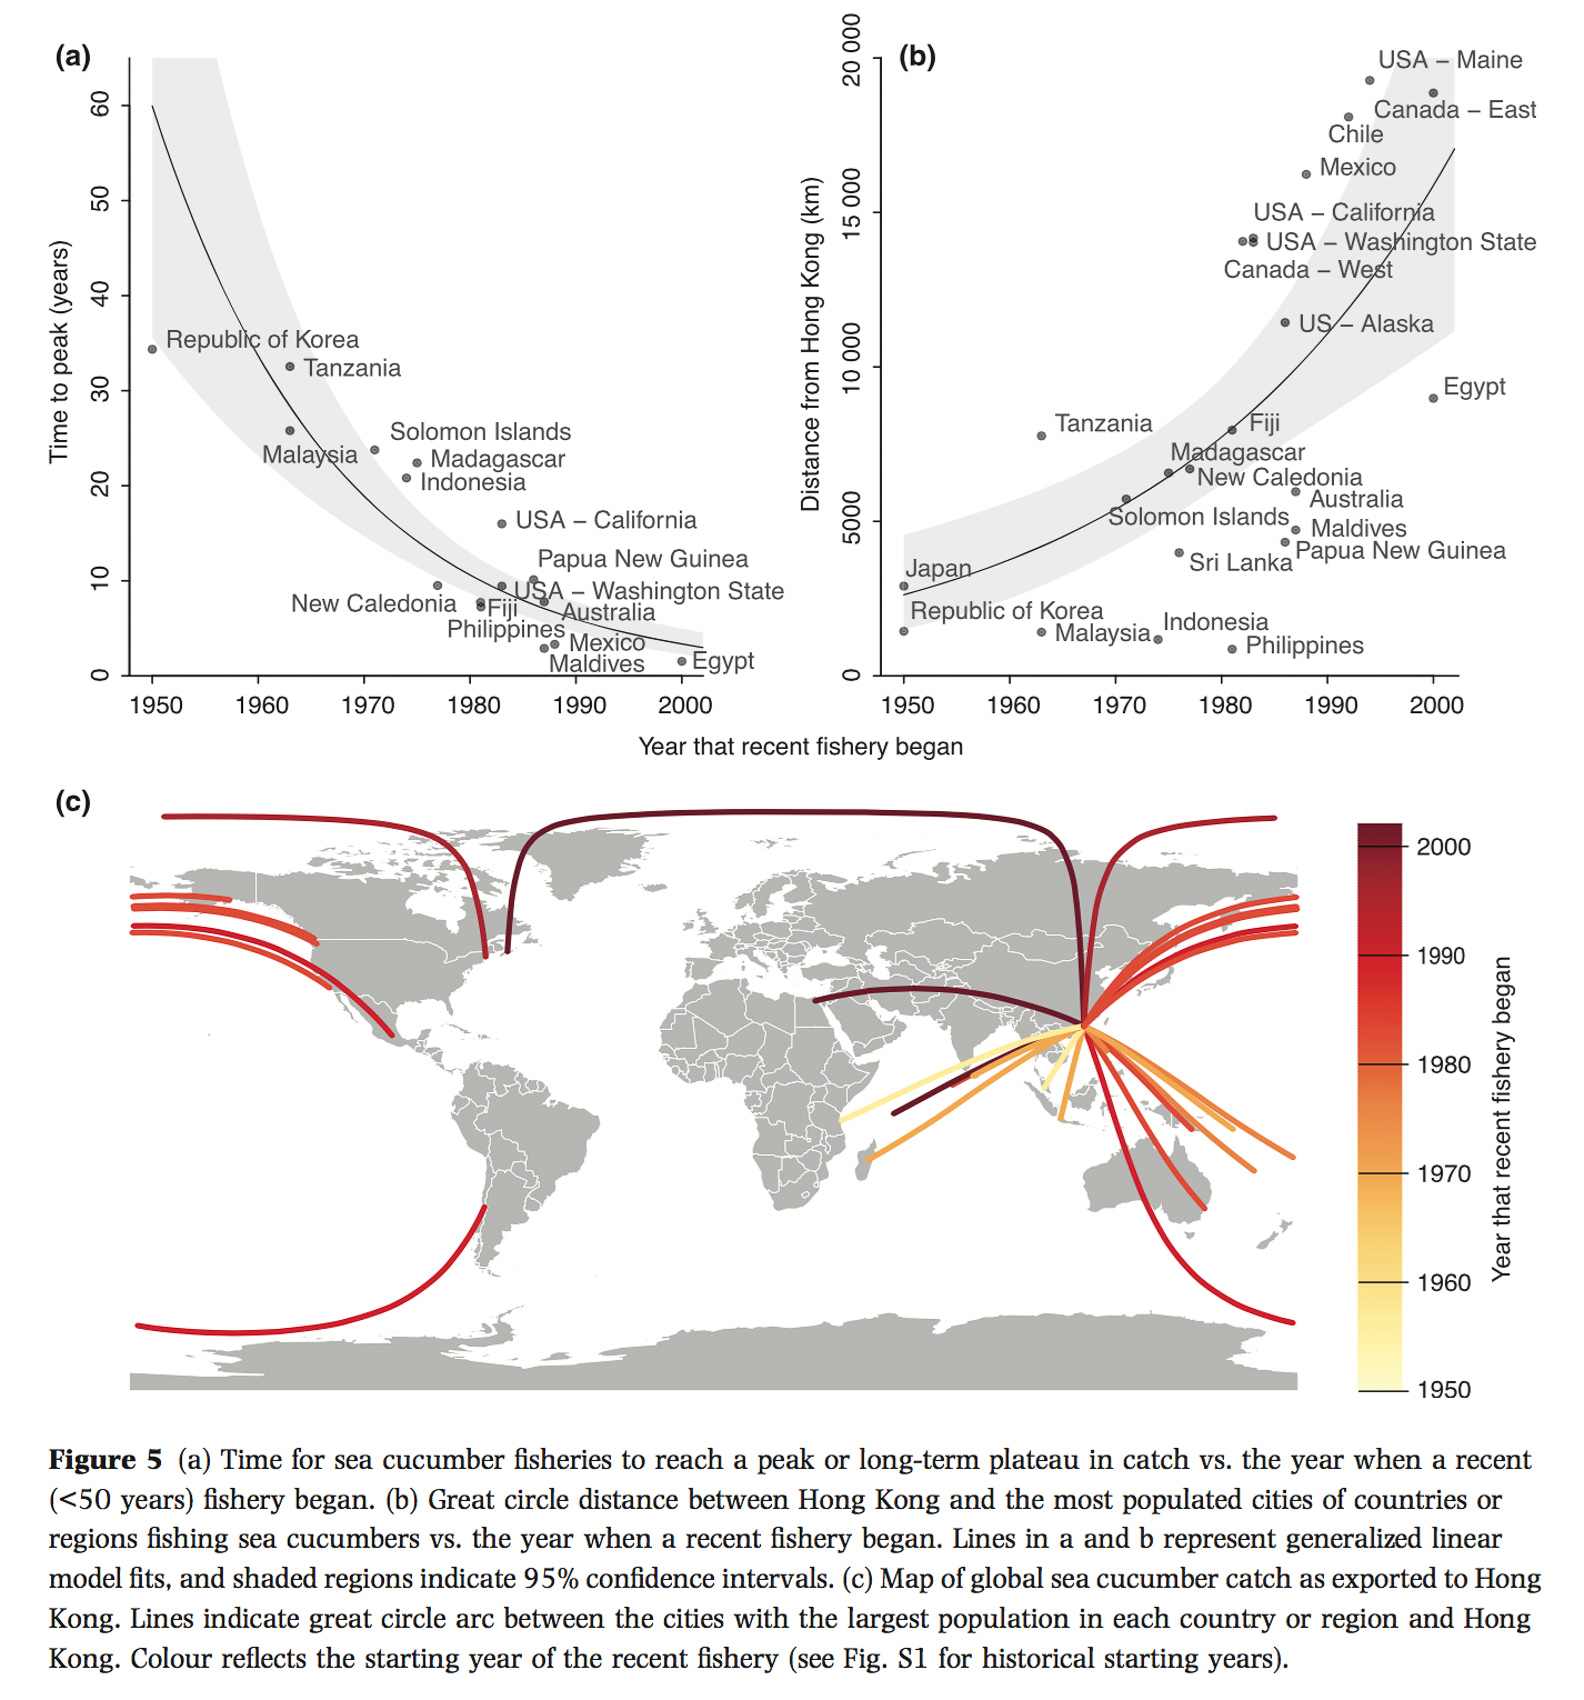 (a)
Time to peak (years)
60
50
40
30
20
10
0
Republic of Korea
Tanzania
Malaysia
Solomon Islands
Madagascar
Indonesia
USA – California
Papua New Guinea
USA – Washington State
New Caledonia
Fiji
Australia
Philippines
Mexico
Maldives
Egypt
1950 1960 1970 1980 1990 2000
(b)
Distance from Hong Kong (km)
20 000
15 000
10 000
5000
0
USA – Maine
Canada – East
Chile
Mexico
USA – California
USA – Washington State
Canada – West
US – Alaska
Egypt
Tanzania
Fiji
Madagascar
New Caledonia
Australia
Solomon Islands
Maldives
Papua New Guinea
Sri Lanka
Japan
Republic of Korea
Indonesia
Malaysia
Philippines
1950 1960 1970 1980 1990 2000
Year that recent fishery began
(c)
2000
1990
1980
1970
1960
1950
Year that recent fishery began
Figure 5 (a) Time for sea cucumber fisheries to reach a peak or long-term plateau in catch vs. the year when a recent
(<50 years) fishery began. (b) Great circle distance between Hong Kong and the most populated cities of countries or
regions fishing sea cucumbers vs. the year when a recent fishery began. Lines in a and b represent generalized linear
model fits, and shaded regions indicate 95% confidence intervals. (c) Map of global sea cucumber catch as exported to Hong
Kong. Lines indicate great circle arc between the cities with the largest population in each country or region and Hong
Kong. Colour reflects the starting year of the recent fishery (see Fig. S1 for historical starting years).